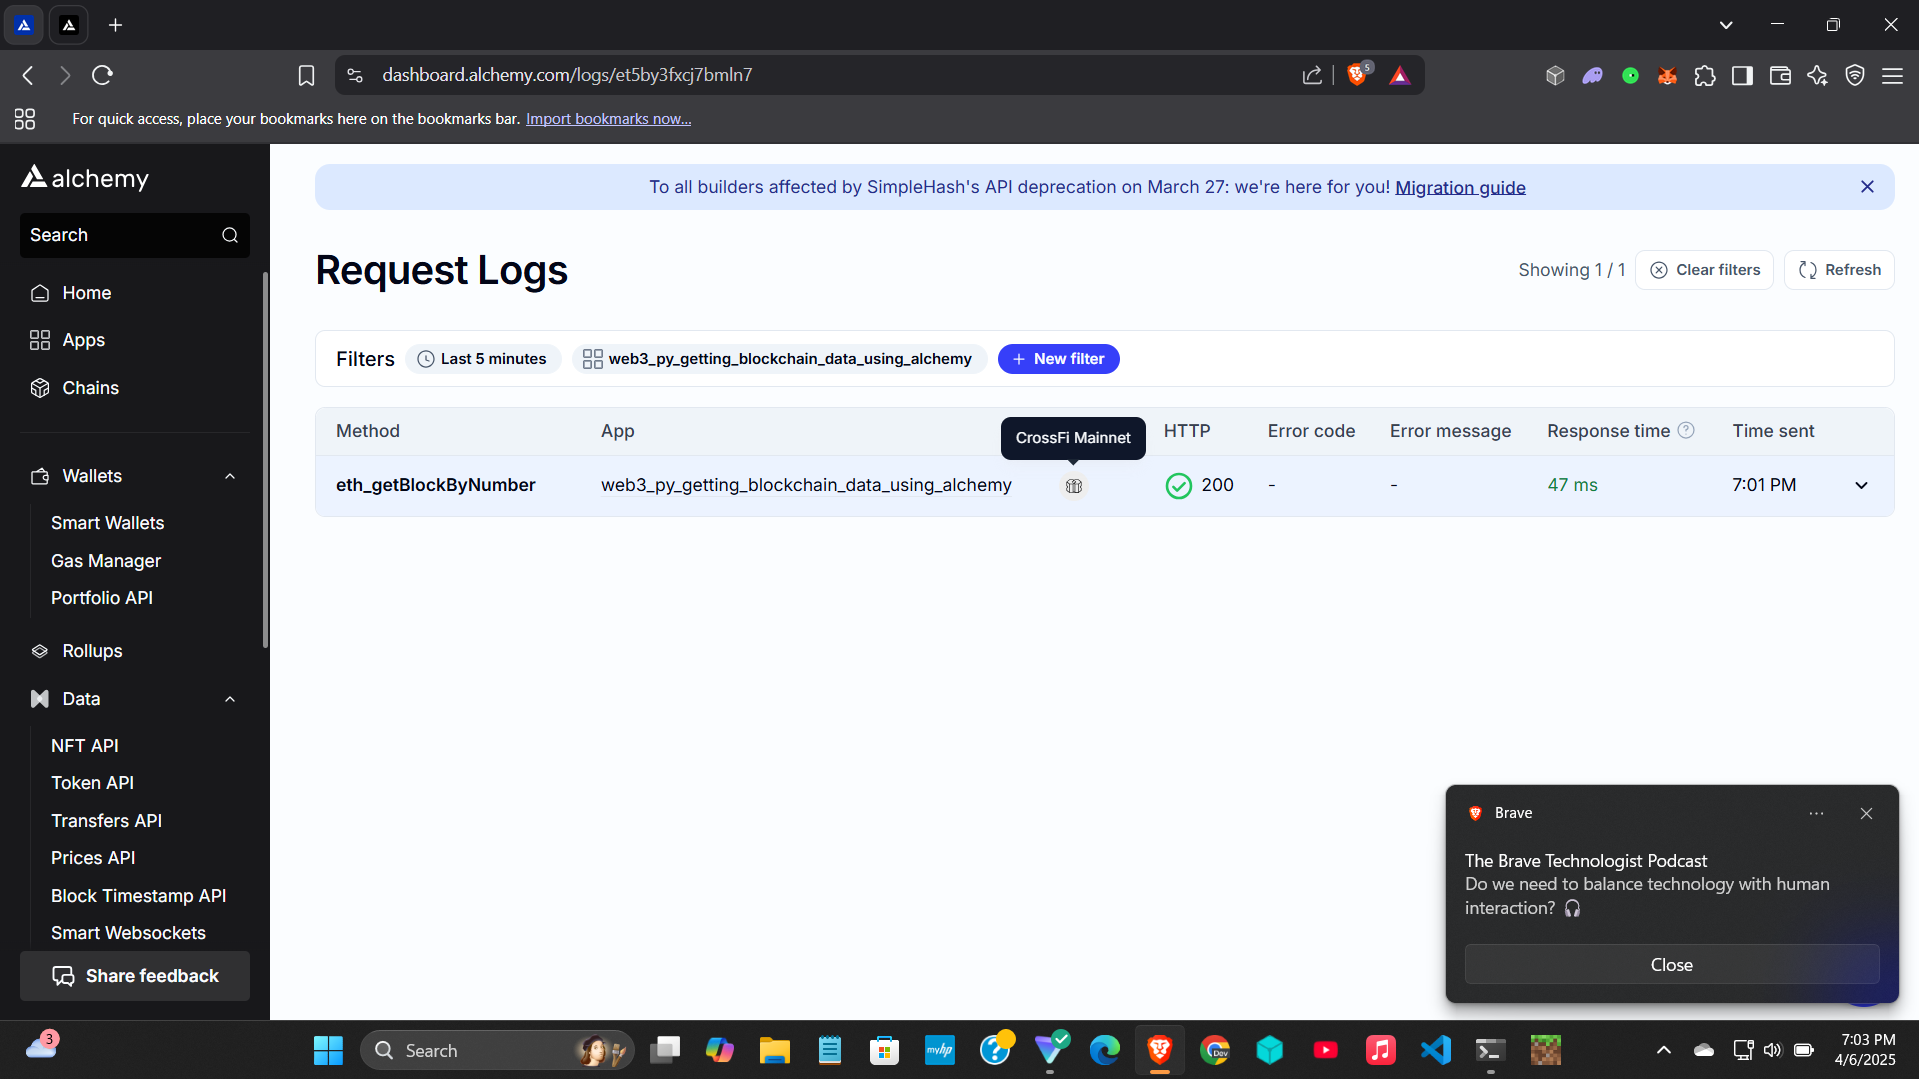 dashboard.alchemy.com/logs/et5by3fxcj7bmln7
5
For quick access, place your bookmarks here on the bookmarks bar. Import bookmarks now...
alchemy
To all builders affected by SimpleHash's API deprecation on March 27: we're here for you! Migration guide
Search
Request Logs
Showing 1 / 1
Clear filters
Refresh
Home
Apps
Chains
Filters
Last 5 minutes
web3_py_getting_blockchain_data_using_alchemy
New filter
Method
App
CrossFi Mainnet
HTTP
Error code
Error message
Response time
Time sent
eth_getBlockByNumber
web3_py_getting_blockchain_data_using_alchemy
200
-
-
47 ms
7:01 PM
Wallets
Smart Wallets
Gas Manager
Portfolio API
Rollups
Data
NFT API
Token API
Transfers API
Prices API
Block Timestamp API
Smart Websockets
Share feedback
Brave
The Brave Technologist Podcast
Do we need to balance technology with human
interaction? 🎧
Close
3
Search
myhp
Dev
7:03 PM
4/6/2025